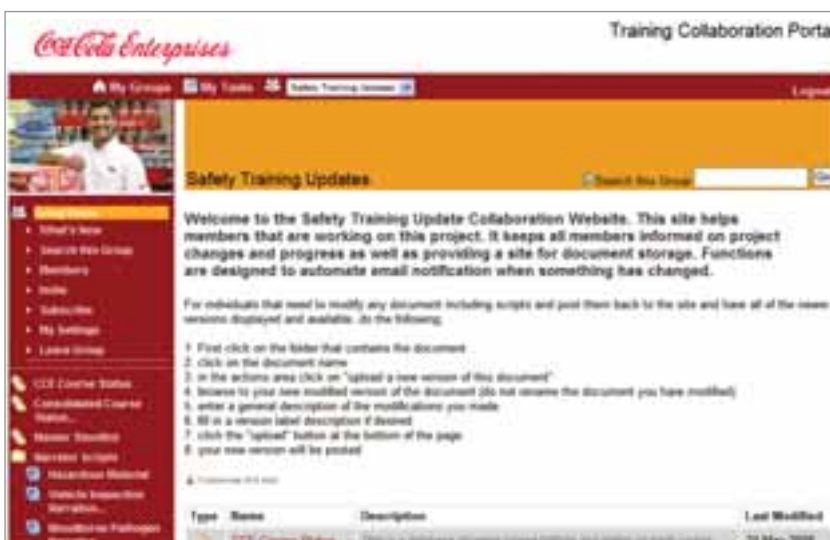 Coca-Cola Enterprises
Training Collaboration Porta
My Groups My Tasks Safety Training Updates
Logout
Safety Training Updates
Search this Group
Group Home
What's New
Search this Group
Members
Invite
Subscribe
My Settings
Leave Group
CCE Course Status
Consolidated Course Status...
Master Timeline
Narrator Scripts
Hazardous Material
Vehicle Inspection Narration...
Bloodborne Pathogen
Welcome to the Safety Training Update Collaboration Website. This site helps
members that are working on this project. It keeps all members informed on project
changes and progress as well as providing a site for document storage. Functions
are designed to automate email notification when something has changed.
For individuals that need to modify any document including scripts and post them back to the site and have all of the newer
versions displayed and available, do the following:
1. First click on the folder that contains the document
2. click on the document name
3. in the actions area click on "upload a new version of this document"
4. browse to your new modified version of the document (do not rename the document you have modified)
5. enter a general description of the modifications you made
6. fill in a version label description if desired
7. click the "upload" button at the bottom of the page
8. your new version will be posted
Type Name Description Last Modified
CCE Course Status